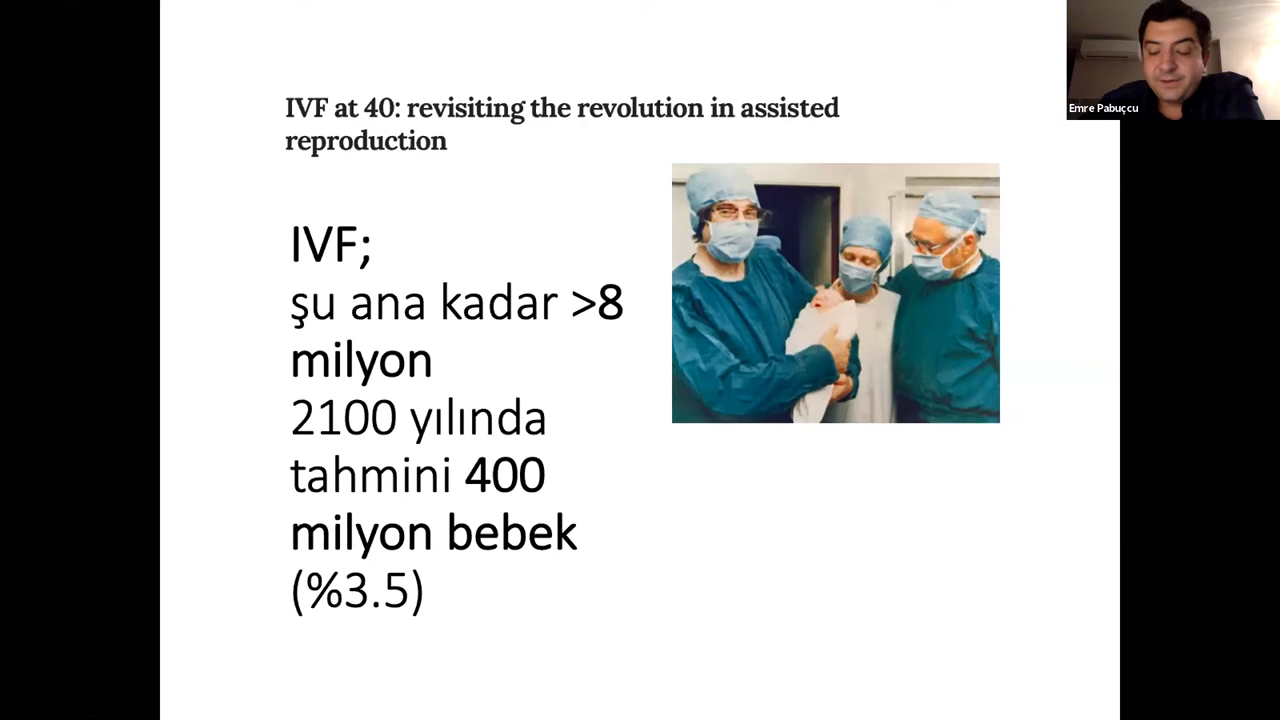 IVF at 40: revisiting the revolution in assisted
reproduction
IVF;
şu ana kadar >8
milyon
2100 yılında
tahmini 400
milyon bebek
(%3.5)
Emre Pabuçcu